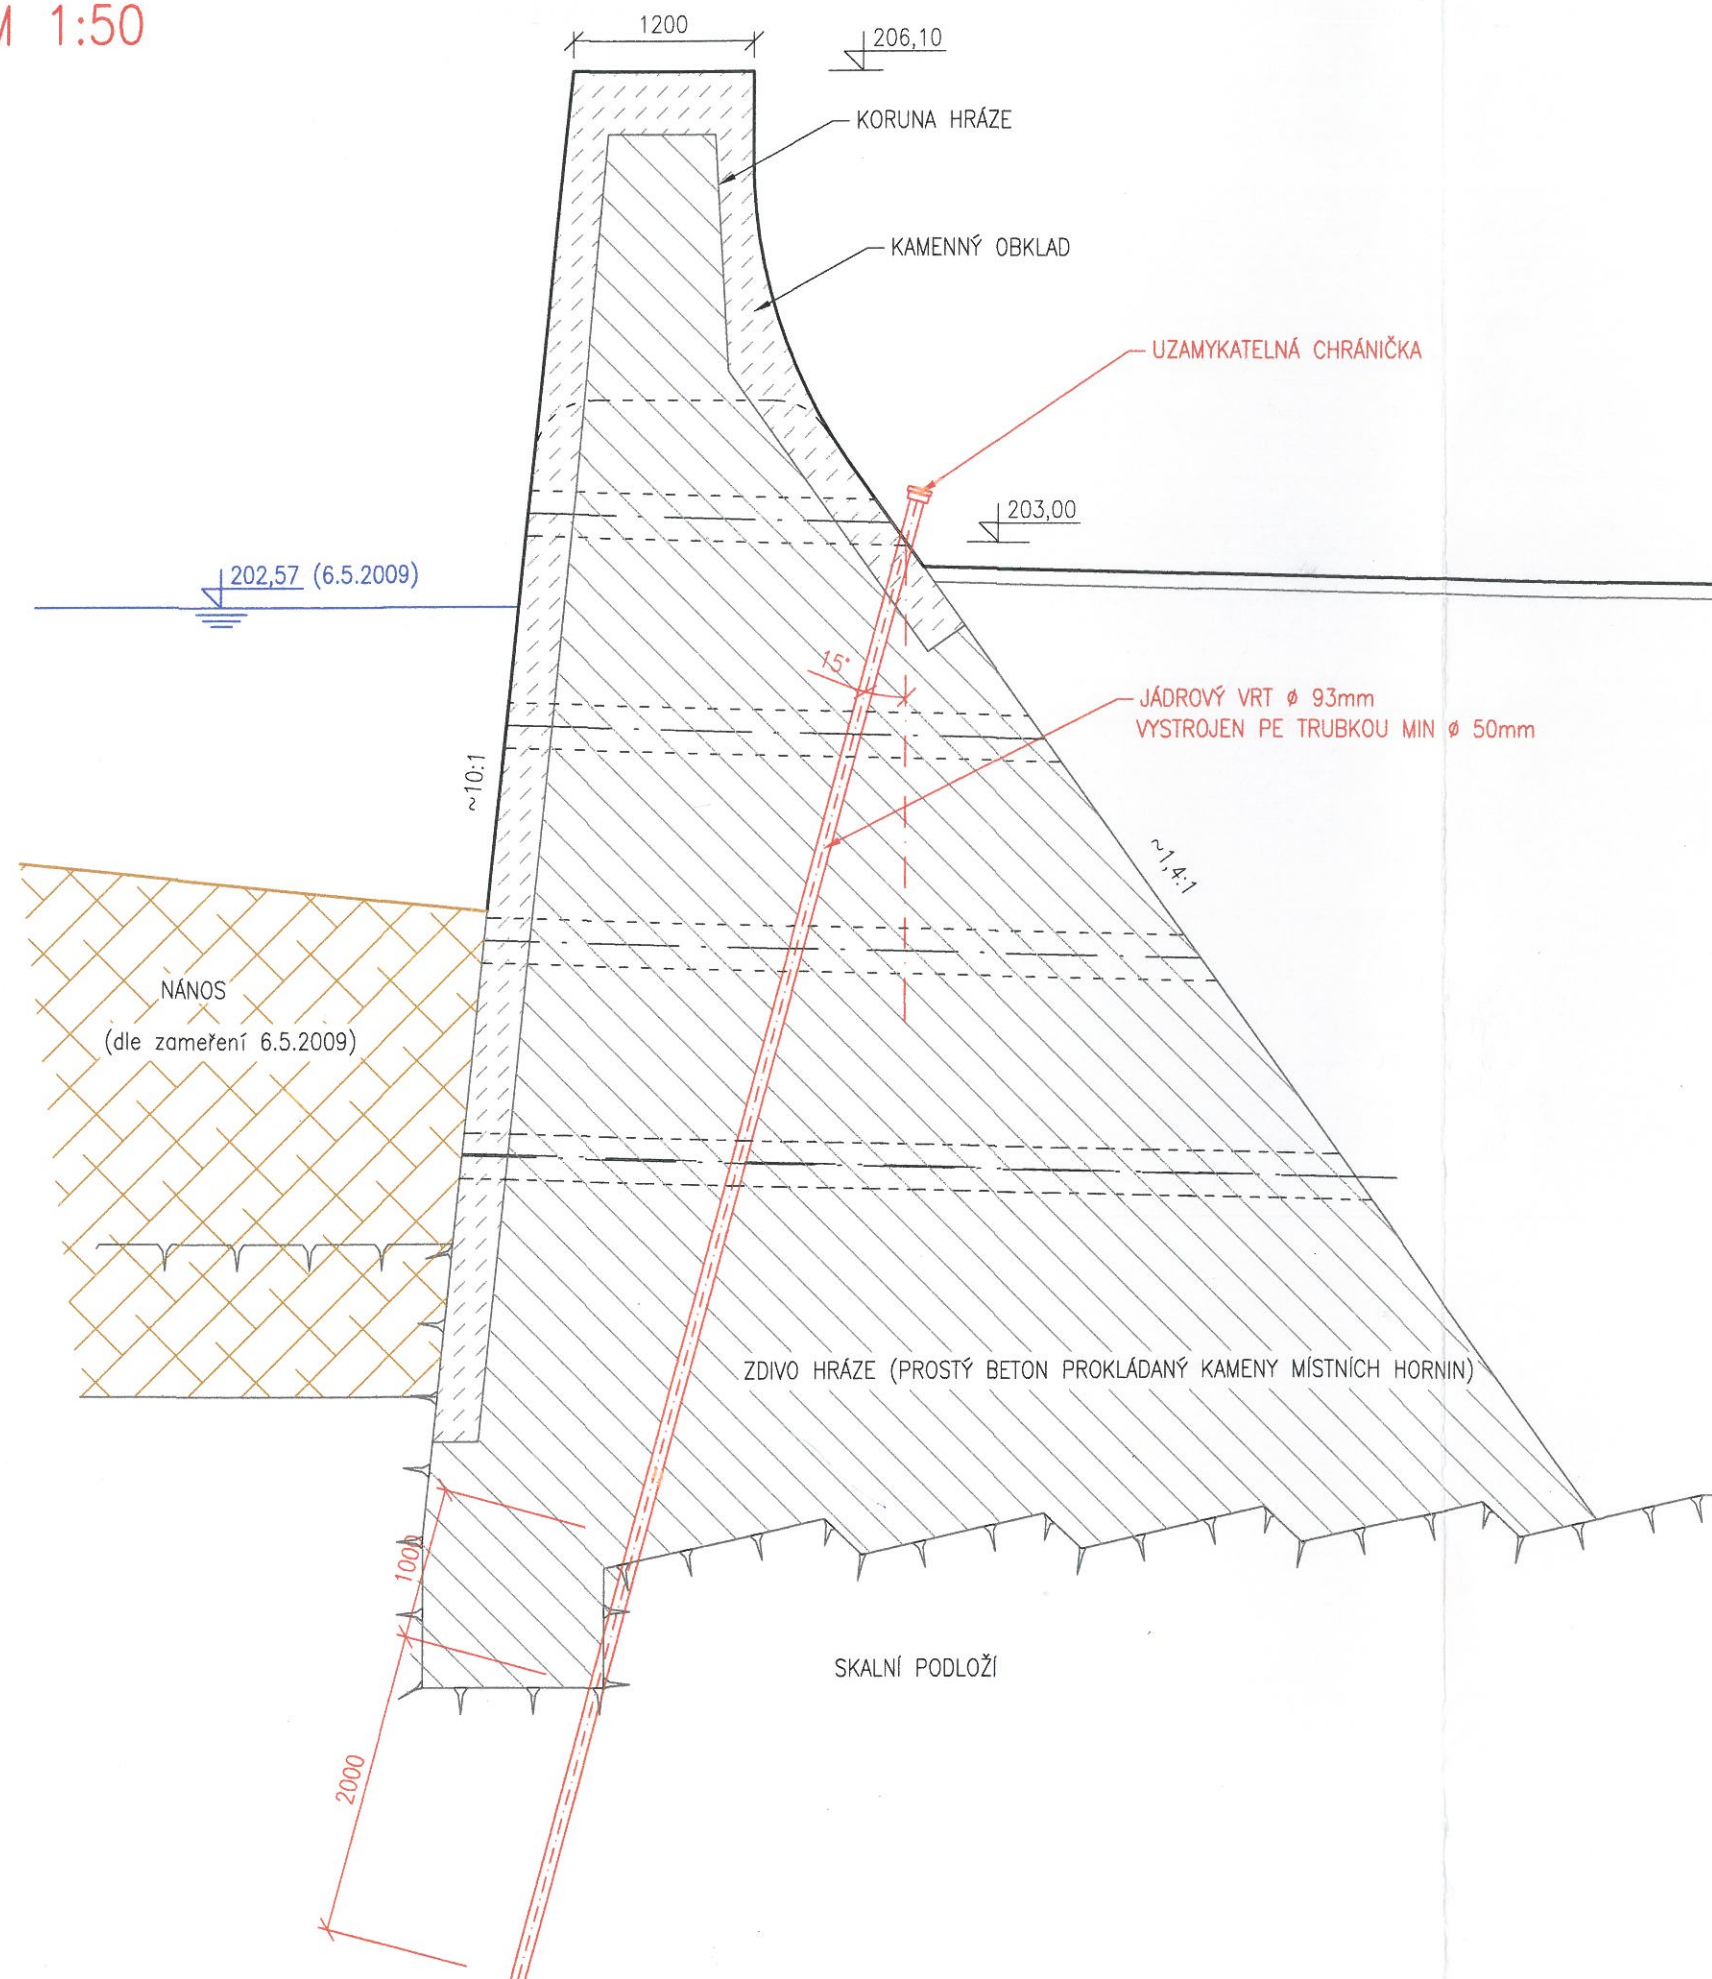 M 1:50
1200
206,10
KORUNA HRÁZE
KAMENNÝ OBKLAD
UZAMYKATELNÁ CHRÁNIČKA
203,00
202,57 (6.5.2009)
15°
JÁDROVÝ VRT ø 93mm
VYSTROJEN PE TRUBKOU MIN ø 50mm
~10:1
~1,4:1
NÁNOS
(dle zameření 6.5.2009)
ZDIVO HRÁZE (PROSTÝ BETON PROKLÁDANÝ KAMENY MÍSTNÍCH HORNIN)
1000
SKALNÍ PODLOŽÍ
2000